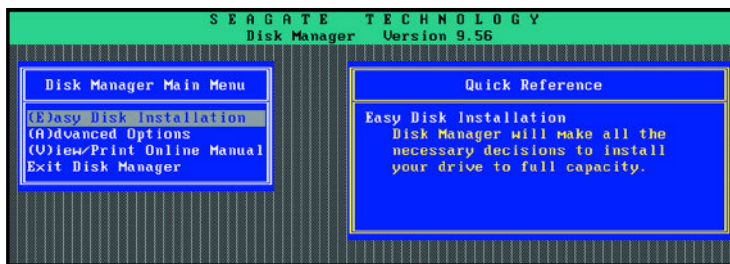 SEAGATE TECHNOLOGY
Disk Manager Version 9.56
Disk Manager Main Menu
(E)asy Disk Installation
(A)dvanced Options
(V)iew/Print Online Manual
Exit Disk Manager
Quick Reference
Easy Disk Installation
Disk Manager will make all the
necessary decisions to install
your drive to full capacity.